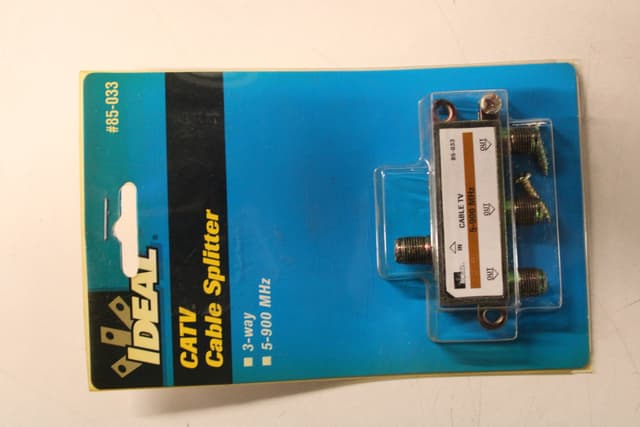 #85-033
IDEAL®
CATV
Cable Splitter
3-way
5-900 MHz
85-033
CABLE TV
5-900 MHz
IN
OUT
OUT
OUT